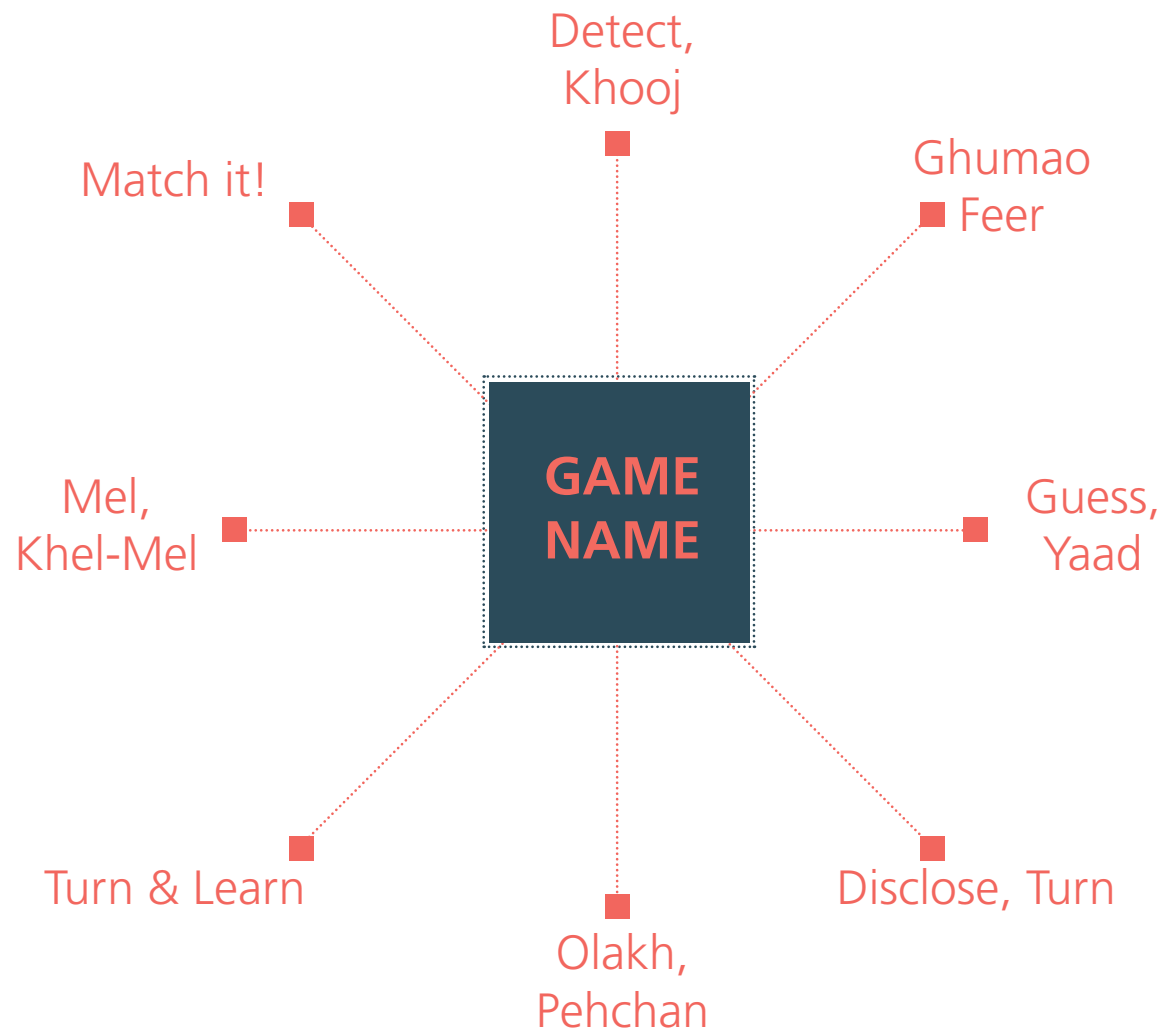 Detect,
Khooj
Match it!
Ghumao
Feer
Mel,
Khel-Mel
GAME
NAME
Guess,
Yaad
Turn & Learn
Disclose, Turn
Olakh,
Pehchan